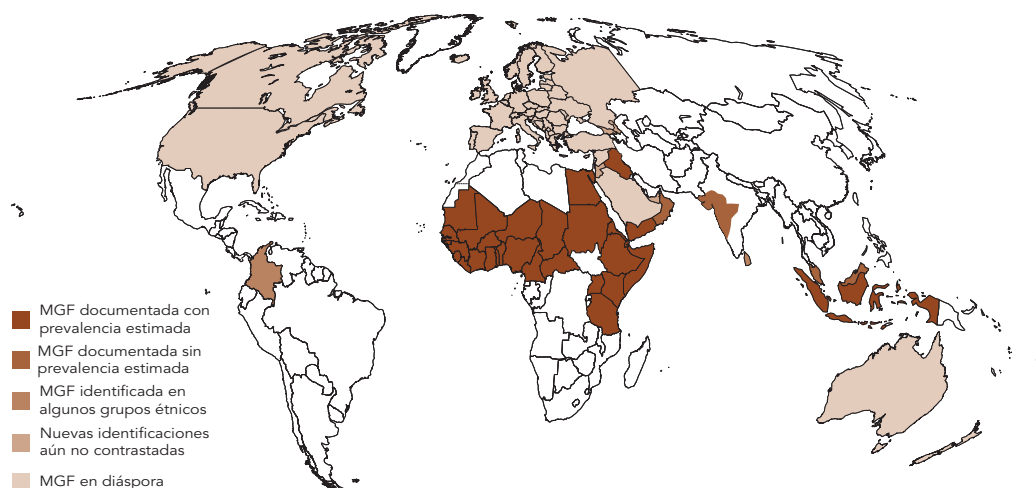 MGF documentada con
prevalencia estimada
MGF documentada sin
prevalencia estimada
MGF identificada en
algunos grupos étnicos
Nuevas identificaciones
aún no contrastadas
MGF en diáspora